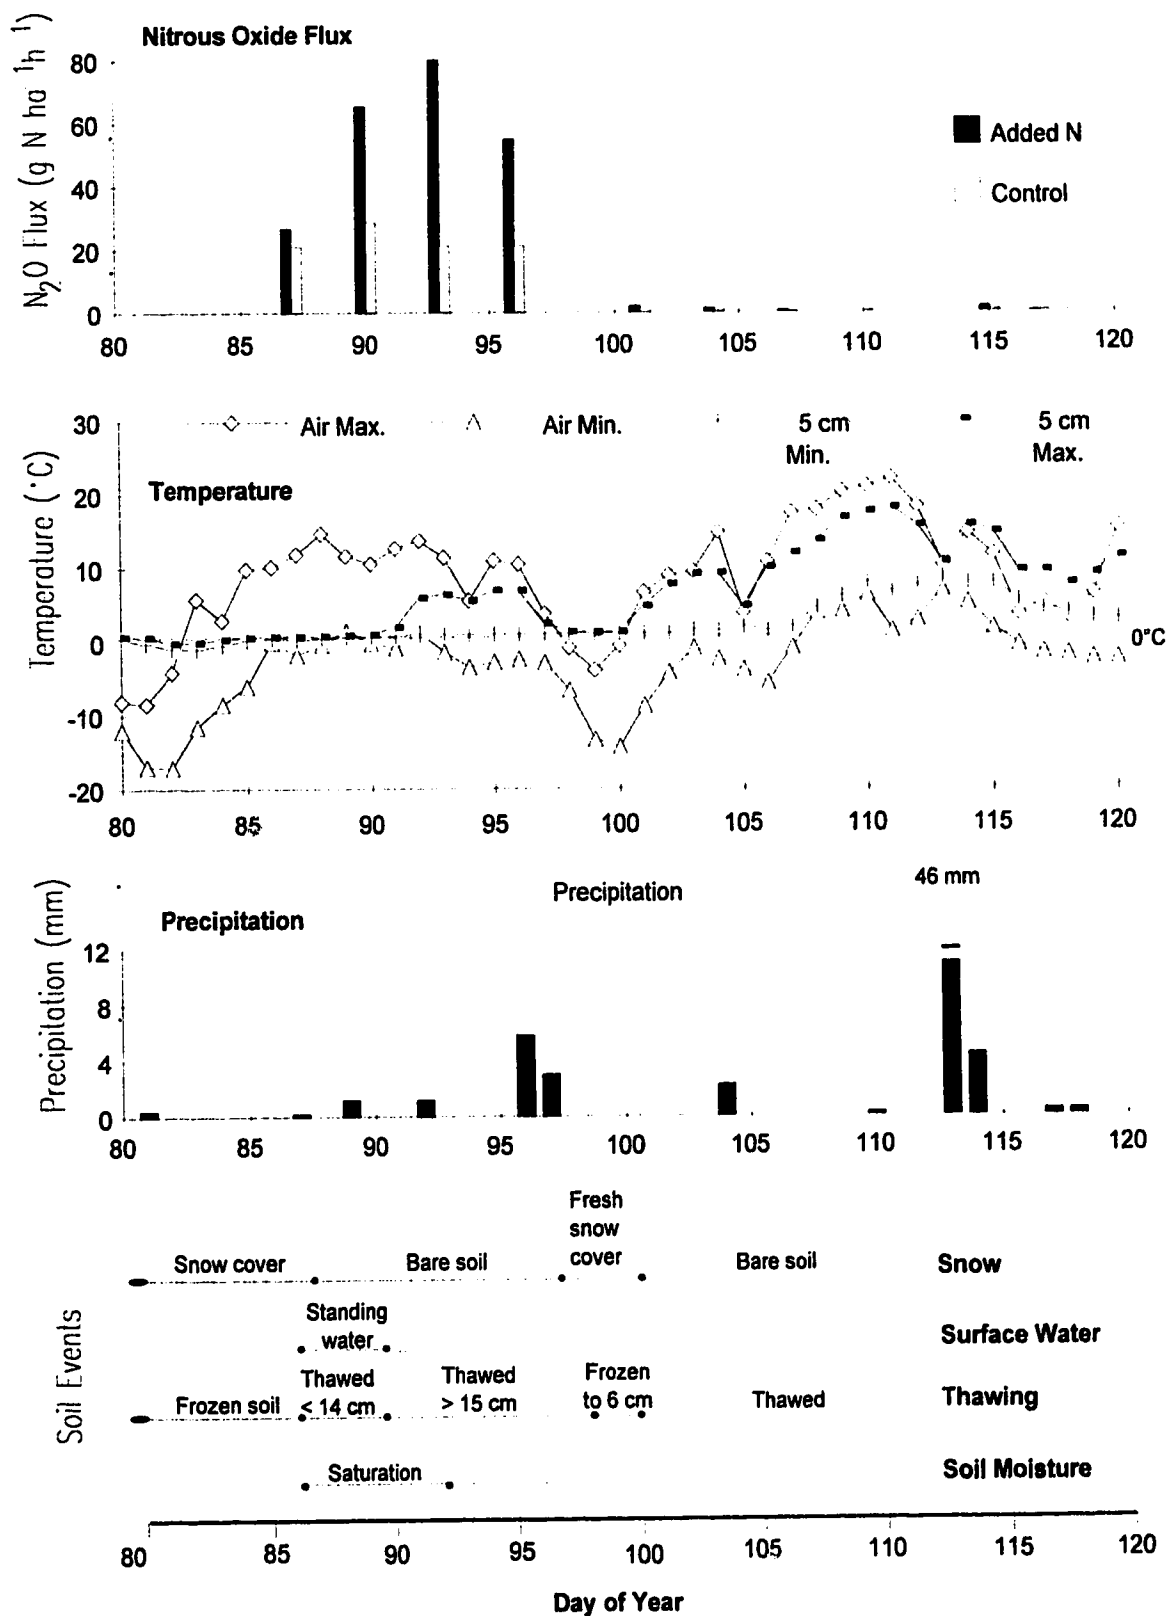 Nitrous Oxide Flux
N2O Flux (g N ha 1h 1)
80
60
40
20
0
Added N
Control
80 85 90 95 100 105 110 115 120
Temperature (°C)
30
20
10
0
-10
-20
Air Max. Air Min. 5 cm Min. 5 cm Max.
Temperature
0°C
80 85 90 95 100 105 110 115 120
Precipitation (mm)
Precipitation 46 mm
Precipitation
12
8
4
0
80 85 90 95 100 105 110 115 120
Soil Events
Fresh
snow
cover
Snow cover Bare soil Bare soil Snow
Standing
water
Surface Water
Thawed
< 14 cm
Thawed
> 15 cm
Frozen
to 6 cm
Frozen soil Thawed Thawing
Saturation Soil Moisture
80 85 90 95 100 105 110 115 120
Day of Year